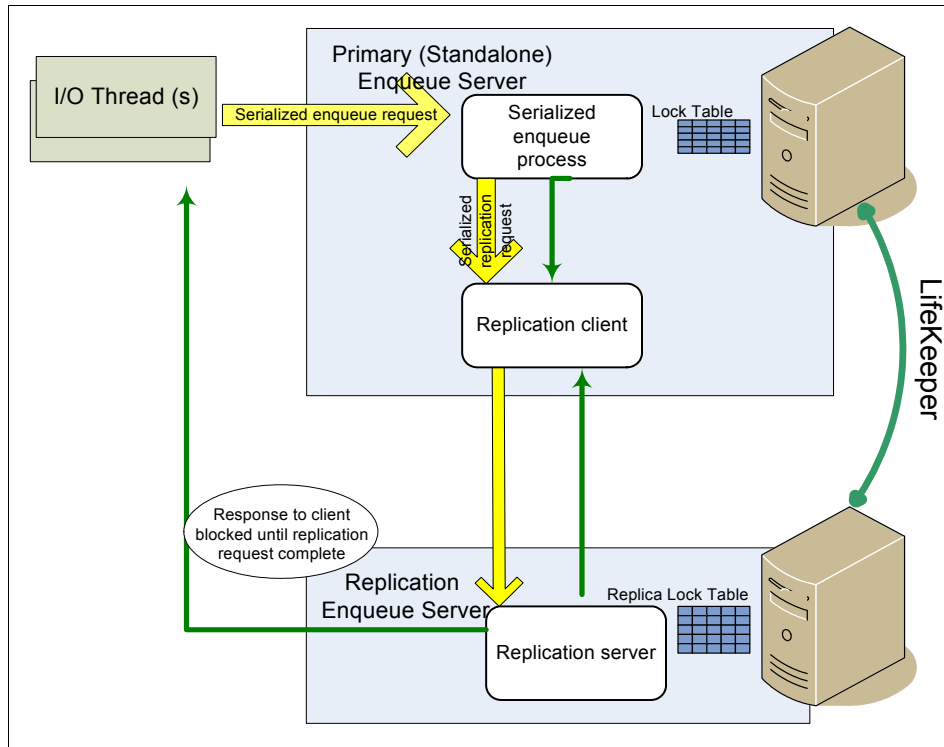 Primary (Standalone)
Enqueue Server
I/O Thread (s)
Serialized enqueue request
Serialized
enqueue
process
Lock Table
Serialized
replication
request
Replication client
LifeKeeper
Response to client
blocked until replication
request complete
Replication
Enqueue Server
Replica Lock Table
Replication server